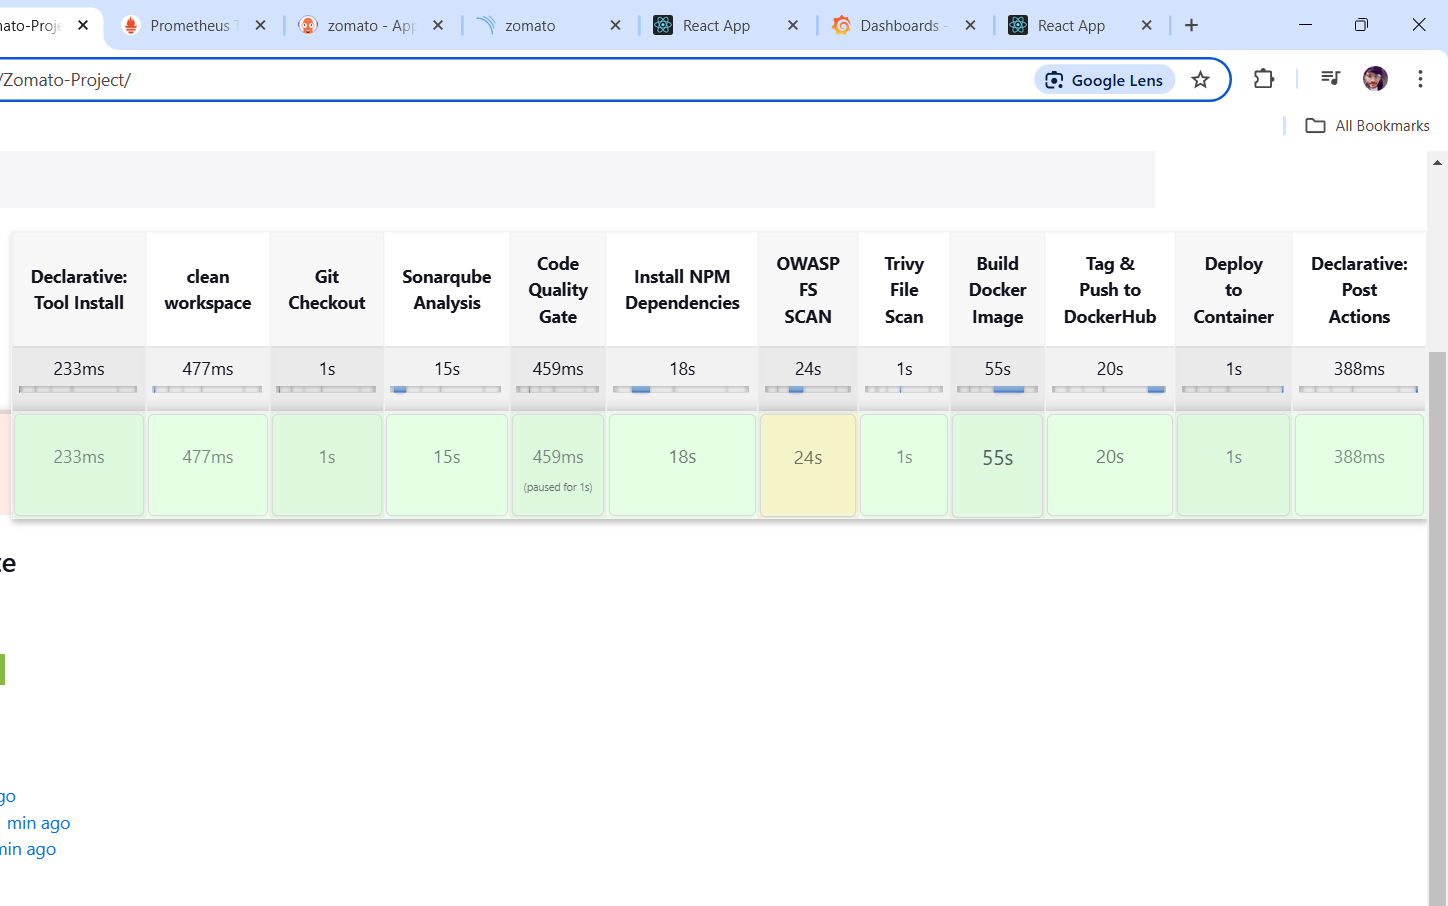 nato-Proje
Prometheus T
zomato - App
zomato
React App
Dashboards -
React App
/Zomato-Project/
Google Lens
All Bookmarks
Declarative: Tool Install
clean workspace
Git Checkout
Sonarqube Analysis
Code Quality Gate
Install NPM Dependencies
OWASP FS SCAN
Trivy File Scan
Build Docker Image
Tag & Push to DockerHub
Deploy to Container
Declarative: Post Actions
233ms 477ms 1s 15s 459ms 18s 24s 1s 55s 20s 1s 388ms
233ms 477ms 1s 15s 459ms 18s 24s 1s 55s 20s 1s 388ms
(paused for 1s)
te
go
min ago
min ago